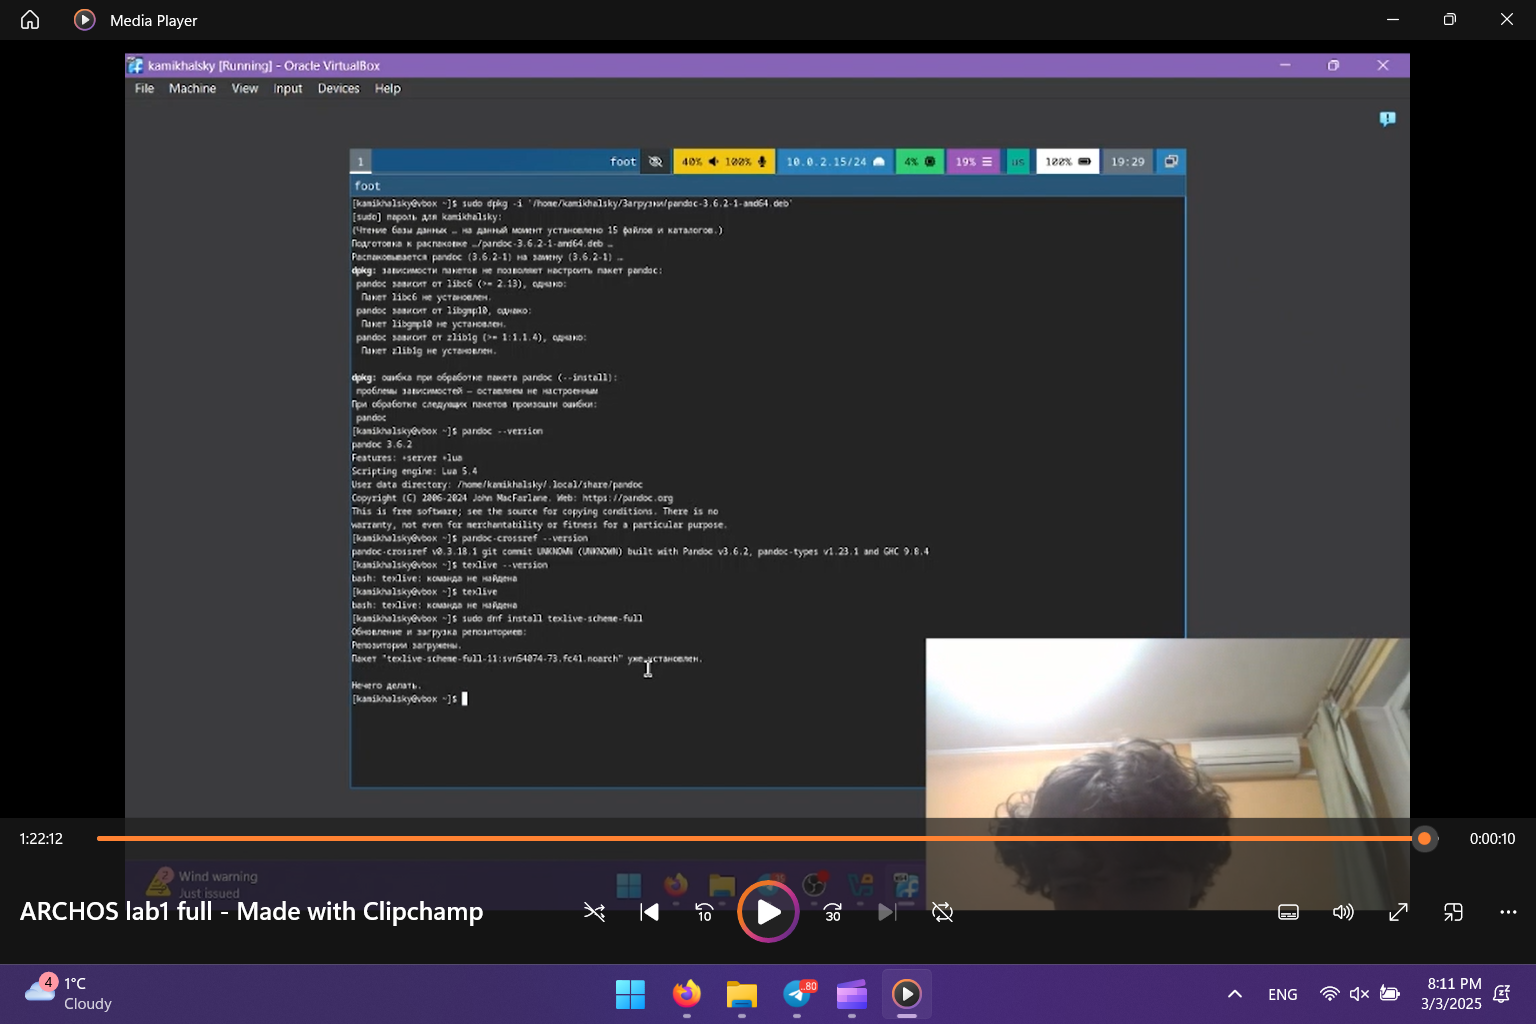 Media Player
kamikhalsky [Running] - Oracle VirtualBox
File Machine View Input Devices Help
1 foot 40% 100% 10.0.2.15/24 4% 19% us 100% 19:29
foot
[kamikhalsky@vbox ~]$ sudo dpkg -i '/home/kamikhalsky/Загрузки/pandoc-3.6.2-1-amd64.deb'
[sudo] пароль для kamikhalsky:
(Чтение базы данных … на данный момент установлено 15 файлов и каталогов.)
Подготовка к распаковке …/pandoc-3.6.2-1-amd64.deb …
Распаковывается pandoc (3.6.2-1) на замену (3.6.2-1) …
dpkg: зависимости пакетов не позволяют настроить пакет pandoc:
pandoc зависит от libc6 (>= 2.13), однако:
Пакет libc6 не установлен.
pandoc зависит от libgmp10, однако:
Пакет libgmp10 не установлен.
pandoc зависит от zlib1g (>= 1:1.1.4), однако:
Пакет zlib1g не установлен.
dpkg: ошибка при обработке пакета pandoc (--install):
проблемы зависимостей — оставляем не настроенным
При обработке следующих пакетов произошли ошибки:
pandoc
[kamikhalsky@vbox ~]$ pandoc --version
pandoc 3.6.2
Features: +server +lua
Scripting engine: Lua 5.4
User data directory: /home/kamikhalsky/.local/share/pandoc
Copyright (C) 2006-2024 John MacFarlane. Web: https://pandoc.org
This is free software; see the source for copying conditions. There is no
warranty, not even for merchantability or fitness for a particular purpose.
[kamikhalsky@vbox ~]$ pandoc-crossref --version
pandoc-crossref v0.3.18.1 git commit UNKNOWN (UNKNOWN) built with Pandoc v3.6.2, pandoc-types v1.23.1 and GHC 9.8.4
[kamikhalsky@vbox ~]$ texlive --version
bash: texlive: команда не найдена
[kamikhalsky@vbox ~]$ texlive
bash: texlive: команда не найдена
[kamikhalsky@vbox ~]$ sudo dnf install texlive-scheme-full
Обновление и загрузка репозиториев:
Репозитории загружены.
Пакет "texlive-scheme-full-11:svn54074-73.fc41.noarch" уже установлен.
Нечего делать.
[kamikhalsky@vbox ~]$
1:22:12 0:00:10
2 Wind warning
Just issued
ARCHOS lab1 full - Made with Clipchamp
10 30
4 1°C
Cloudy
..80
ENG
8:11 PM
3/3/2025